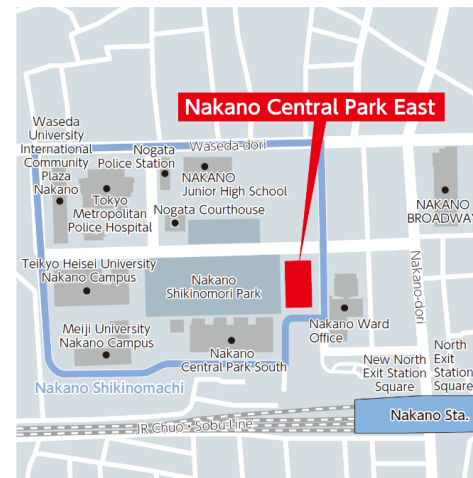 Nakano Central Park East
Waseda
University
International
Community
Plaza
Nakano
Nogata
Police Station
Waseda-dori
NAKANO
Junior High School
Tokyo
Metropolitan
Police Hospital
Nogata Courthouse
NAKANO
BROADWAY
Teikyo Heisei University
Nakano Campus
Nakano
Shikinomori Park
Nakano-dori
Meiji University
Nakano Campus
Nakano
Central Park South
Nakano Ward
Office
New North
Exit Station
Square
North
Exit
Station
Square
Nakano Shikinomachi
JR Chuo・Sobu Line
Nakano Sta.